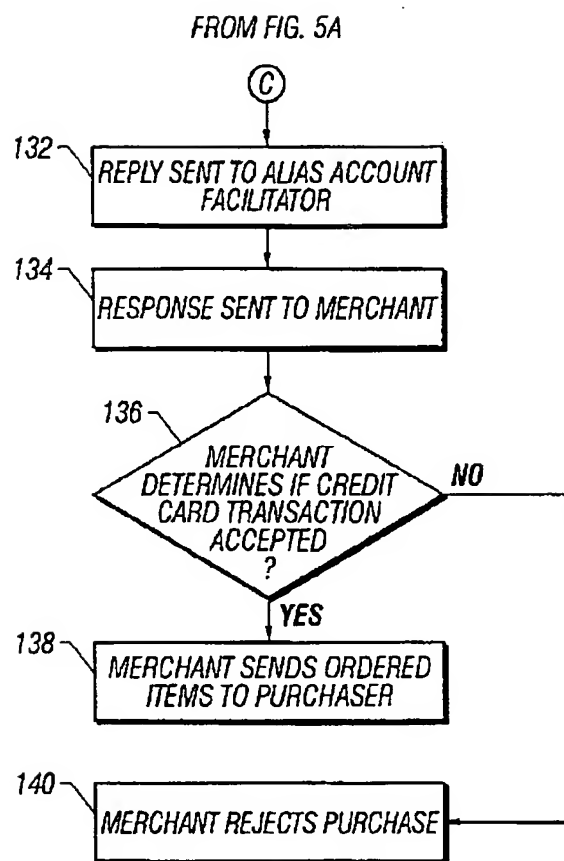 FROM FIG. 5A
C
132
REPLY SENT TO ALIAS ACCOUNT
FACILITATOR
134
RESPONSE SENT TO MERCHANT
136
MERCHANT
DETERMINES IF CREDIT
CARD TRANSACTION
ACCEPTED
?
NO
YES
138
MERCHANT SENDS ORDERED
ITEMS TO PURCHASER
140
MERCHANT REJECTS PURCHASE